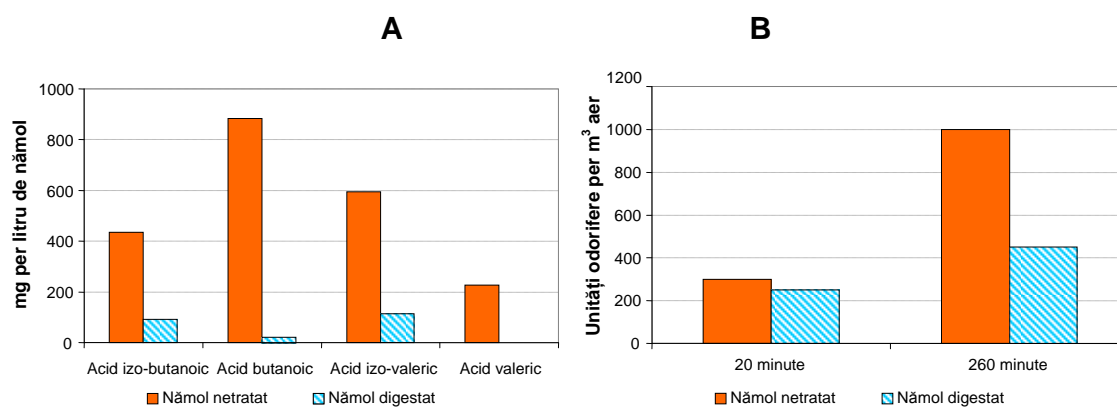 A
B
mg per litru de nămol
1000
800
600
400
200
0
Acid izo-butanoic Acid butanoic Acid izo-valeric Acid valeric
Nămol netratat Nămol digestat
Unități odorifere per m³ aer
1200
1000
800
600
400
200
0
20 minute 260 minute
Nămol netratat Nămol digestat